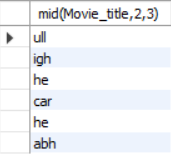 mid(Movie_title,2,3)
ull
igh
he
car
he
abh